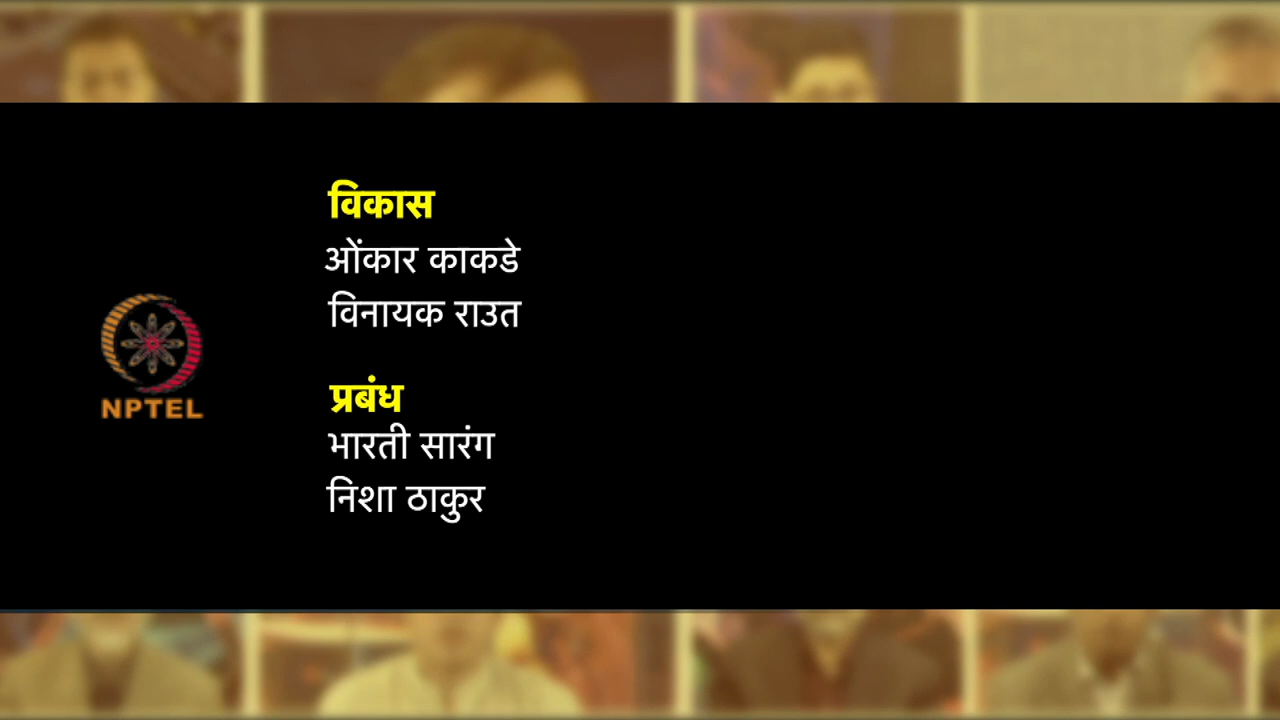 विकास
ओंकार काकडे
विनायक राउत
प्रबंध
भारती सारंग
निशा ठाकुर
NPTEL